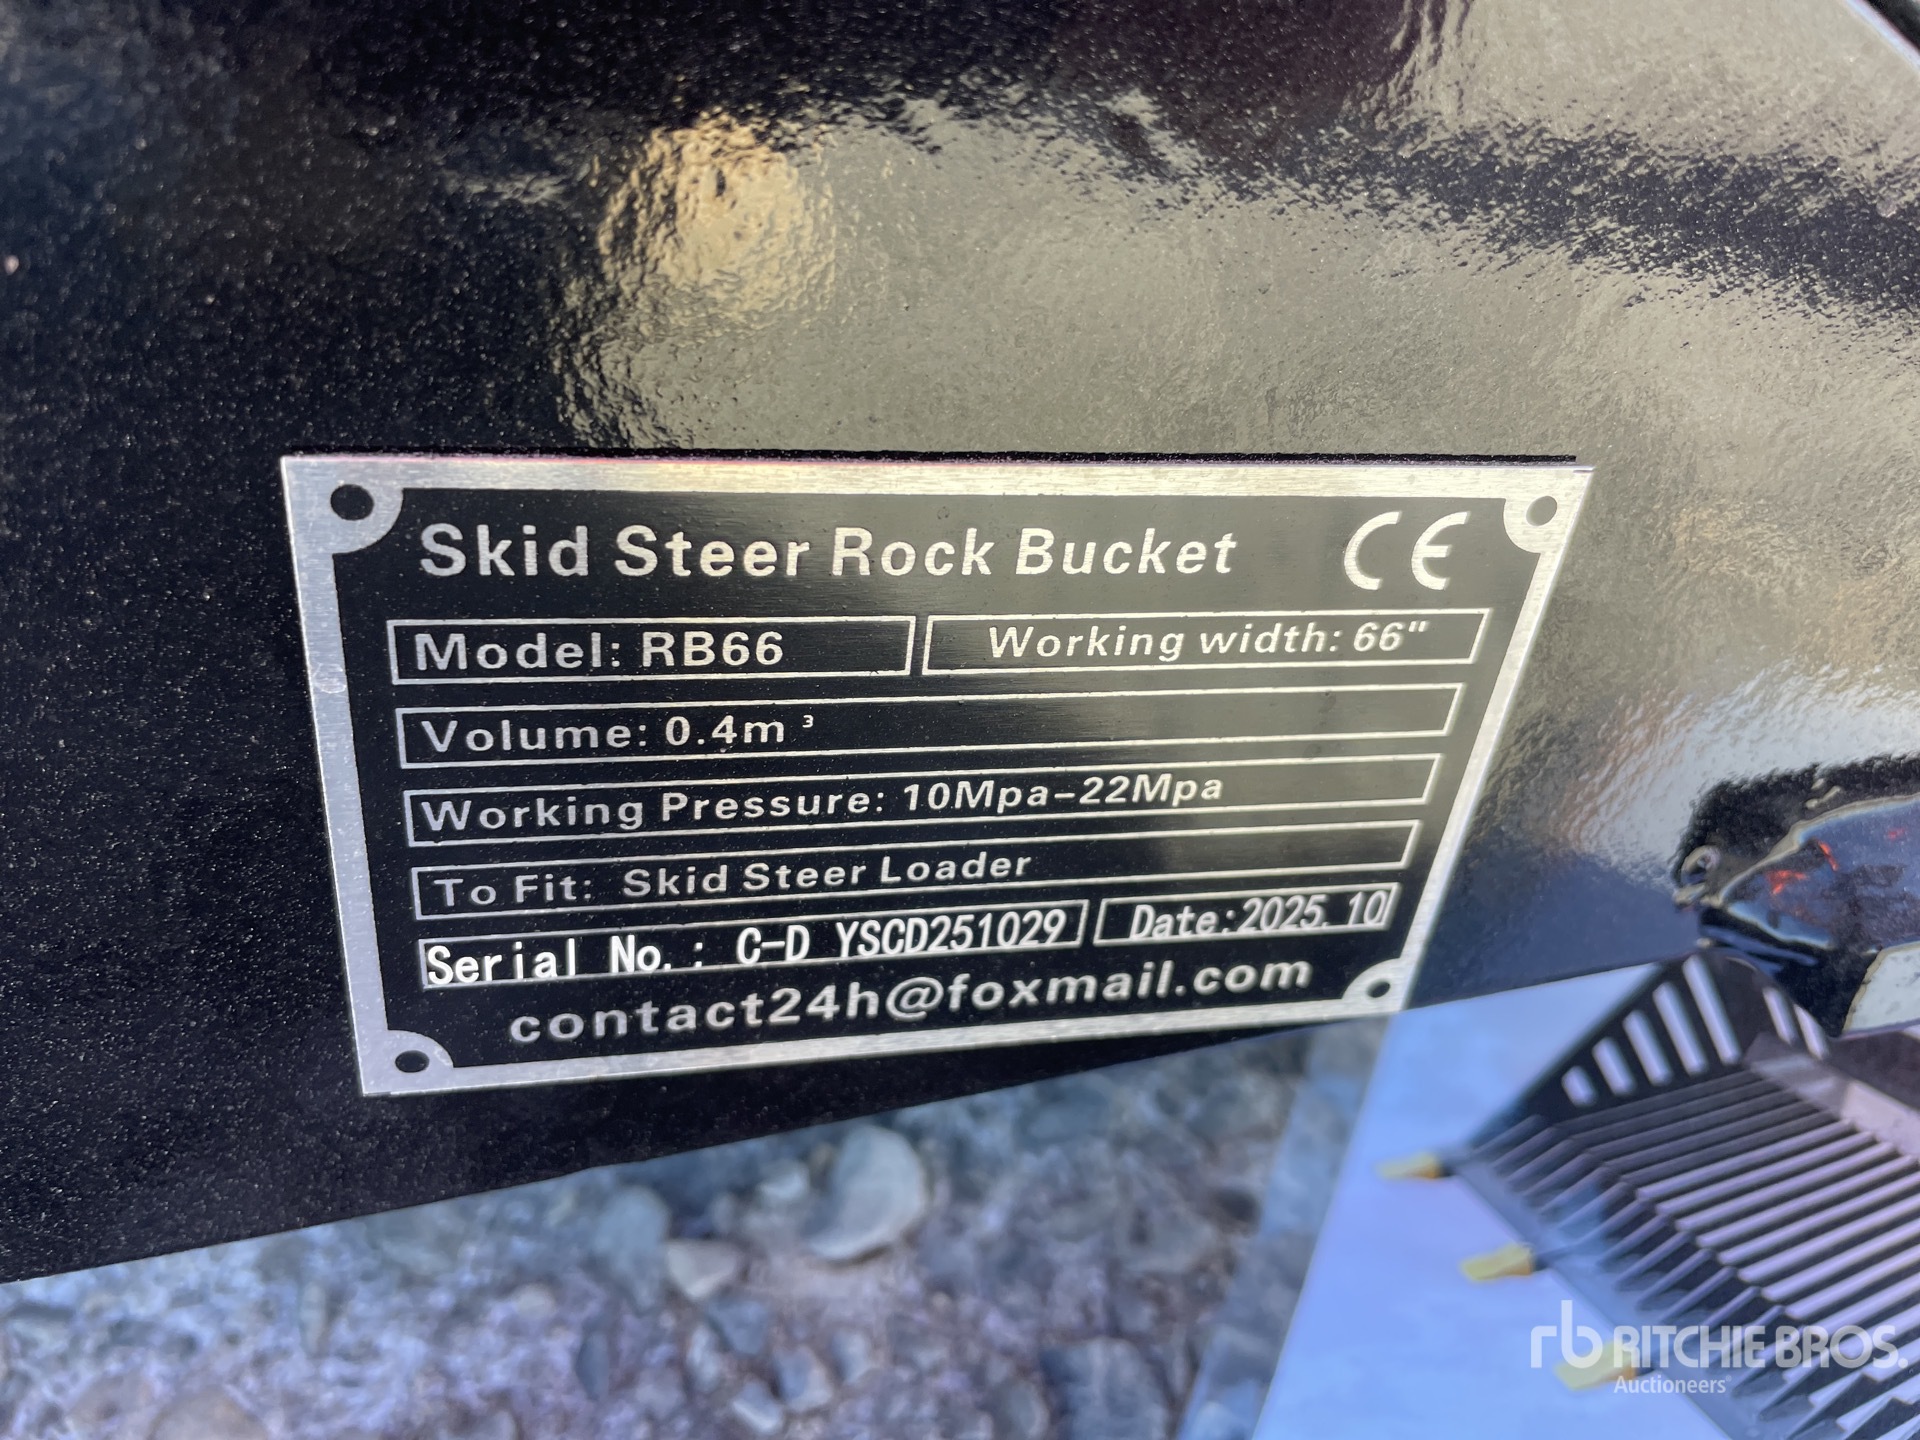 Skid Steer Rock Bucket CE
Model: RB66 Working width: 66"
Volume: 0.4m³
Working Pressure: 10Mpa-22Mpa
To Fit: Skid Steer Loader
Serial No.: C-D YSCD251029 Date:2025.10
contact24h@foxmail.com
rb RITCHIE BROS.
Auctioneers